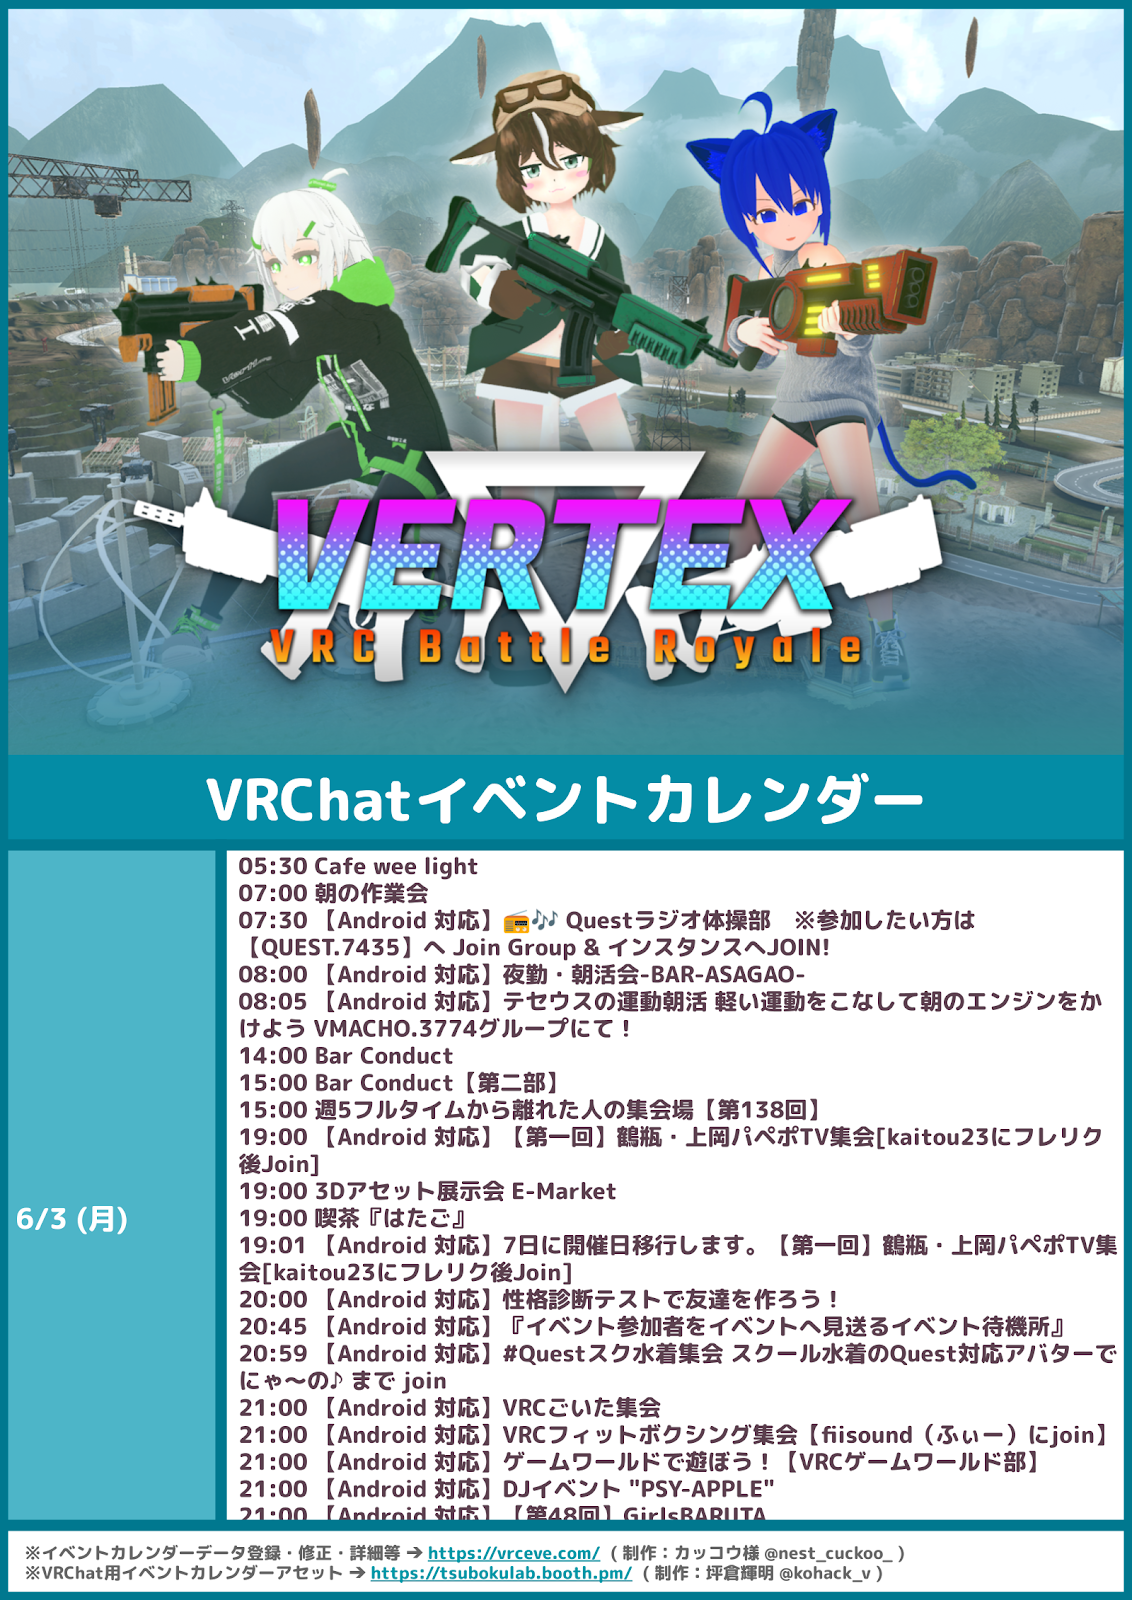 VERTEX
VRC Battle Royale
VRChatイベントカレンダー
6/3 (月)
05:30 Cafe wee light
07:00 朝の作業会
07:30 【Android 対応】📻🎶 Questラジオ体操部　※参加したい方は
【QUEST.7435】へ Join Group & インスタンスへJOIN!
08:00 【Android 対応】夜勤・朝活会-BAR-ASAGAO-
08:05 【Android 対応】テセウスの運動朝活 軽い運動をこなして朝のエンジンをか
けよう VMACHO.3774グループにて！
14:00 Bar Conduct
15:00 Bar Conduct【第二部】
15:00 週5フルタイムから離れた人の集会場【第138回】
19:00 【Android 対応】【第一回】鶴瓶・上岡パペポTV集会[kaitou23にフレリク
後Join]
19:00 3Dアセット展示会 E-Market
19:00 喫茶『はたご』
19:01 【Android 対応】7日に開催日移行します。【第一回】鶴瓶・上岡パペポTV集
会[kaitou23にフレリク後Join]
20:00 【Android 対応】性格診断テストで友達を作ろう！
20:45 【Android 対応】『イベント参加者をイベントへ見送るイベント待機所』
20:59 【Android 対応】#Questスク水着集会 スクール水着のQuest対応アバターで
にゃ～の♪ まで join
21:00 【Android 対応】VRCごいた集会
21:00 【Android 対応】VRCフィットボクシング集会【fiisound（ふぃー）にjoin】
21:00 【Android 対応】ゲームワールドで遊ぼう！【VRCゲームワールド部】
21:00 【Android 対応】DJイベント "PSY-APPLE"
21:00 【Android 対応】【第48回】GirlsBARUTA
※イベントカレンダーデータ登録・修正・詳細等 ➔ https://vrceve.com/ ( 制作：カッコウ様 @nest_cuckoo_ )
※VRChat用イベントカレンダーアセット ➔ https://tsubokulab.booth.pm/ ( 制作：坪倉輝明 @kohack_v )